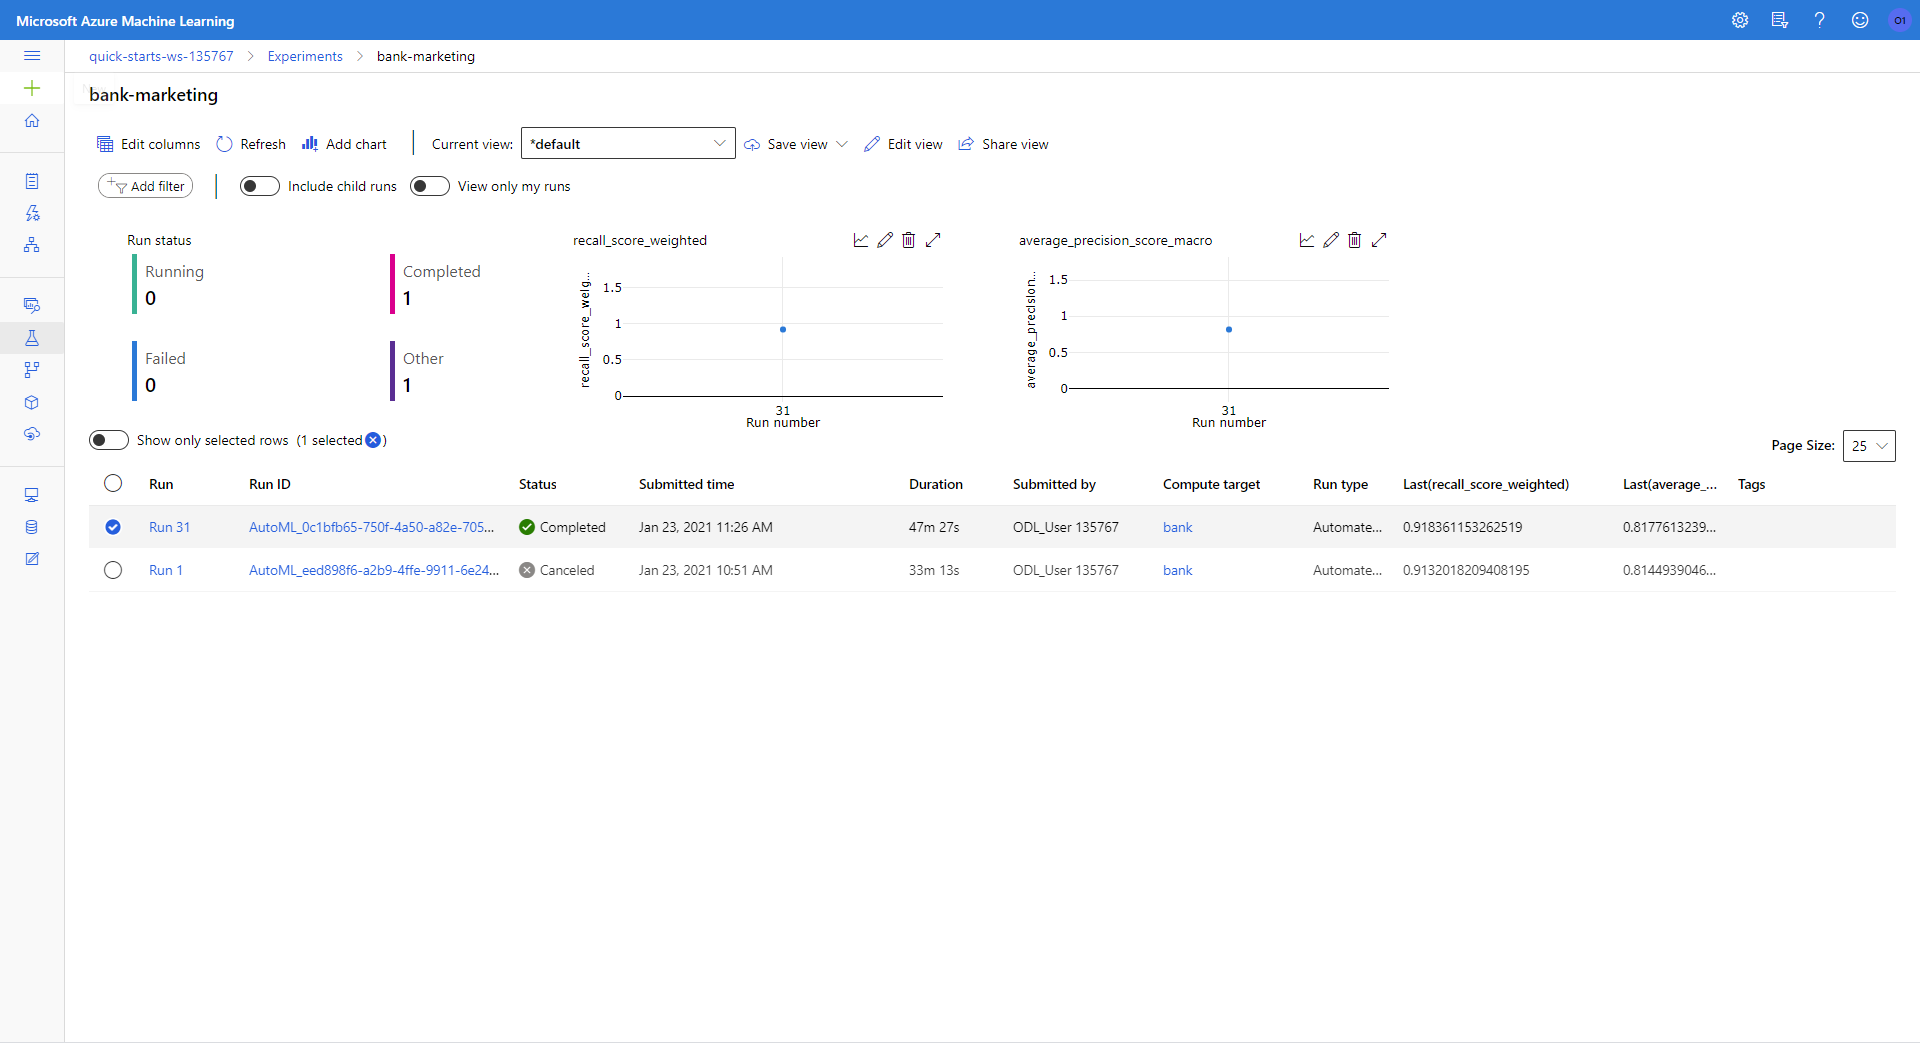 Microsoft Azure Machine Learning
01
quick-starts-ws-135767 > Experiments > bank-marketing
bank-marketing
Edit columns Refresh Add chart Current view: *default Save view Edit view Share view
Add filter Include child runs View only my runs
Run status
Running
0
Completed
1
Failed
0
Other
1
recall_score_weighted
recall_score_weig...
1.5
1
0.5
0
31
Run number
average_precision_score_macro
average_precision...
1.5
1
0.5
0
31
Run number
Show only selected rows (1 selected )
Page Size: 25
Run Run ID Status Submitted time Duration Submitted by Compute target Run type Last(recall_score_weighted) Last(average_... Tags
Run 31 AutoML_0c1bfb65-750f-4a50-a82e-705... Completed Jan 23, 2021 11:26 AM 47m 27s ODL_User 135767 bank Automate... 0.918361153262519 0.8177613239...
Run 1 AutoML_eed898f6-a2b9-4ffe-9911-6e24... Canceled Jan 23, 2021 10:51 AM 33m 13s ODL_User 135767 bank Automate... 0.9132018209408195 0.8144939046...